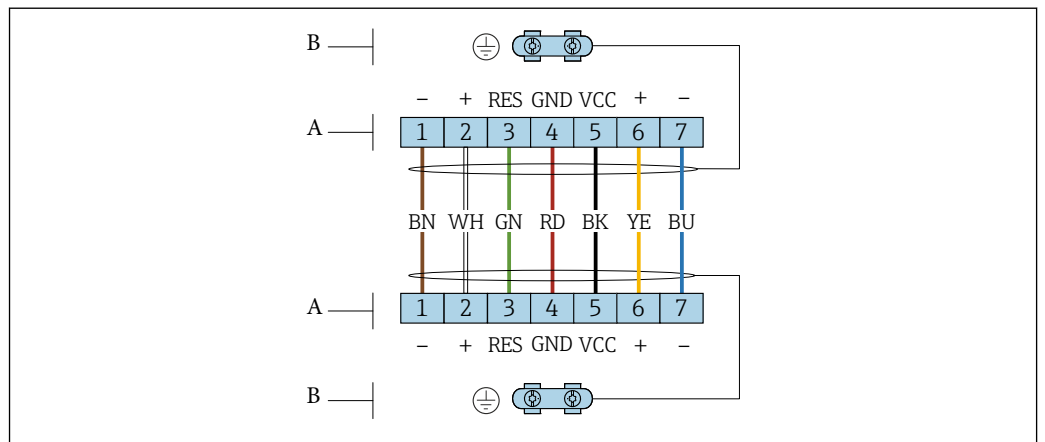 B
− + RES GND VCC + −
A 1 2 3 4 5 6 7
BN WH GN RD BK YE BU
A 1 2 3 4 5 6 7
− + RES GND VCC + −
B